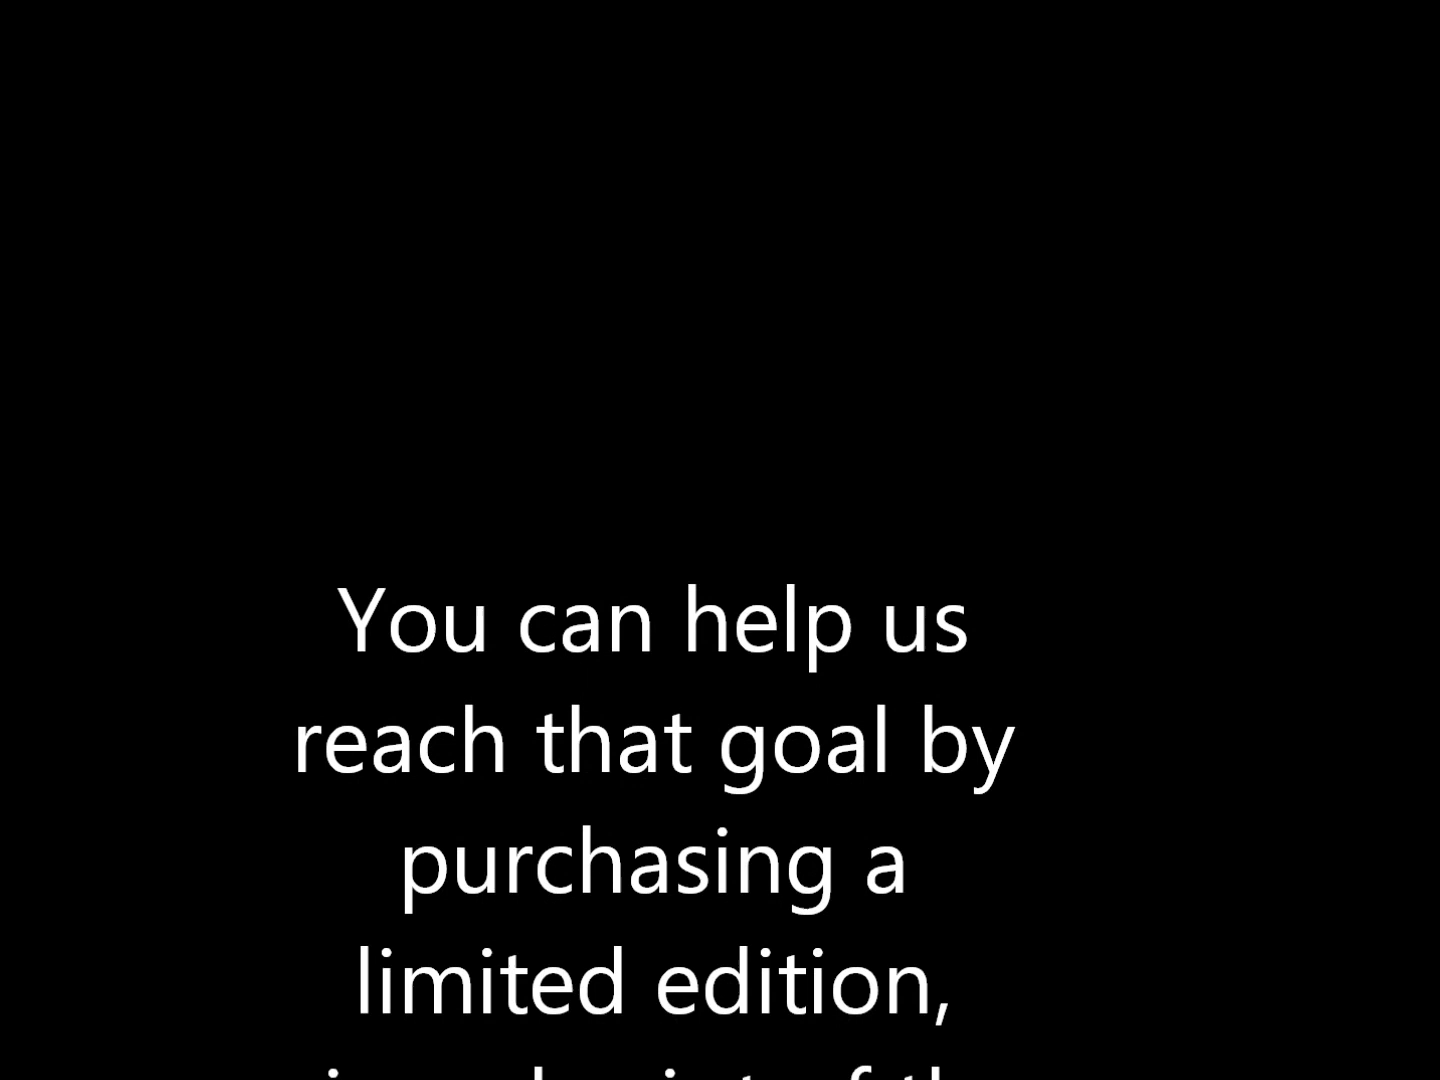 You can help us
reach that goal by
purchasing a
limited edition,